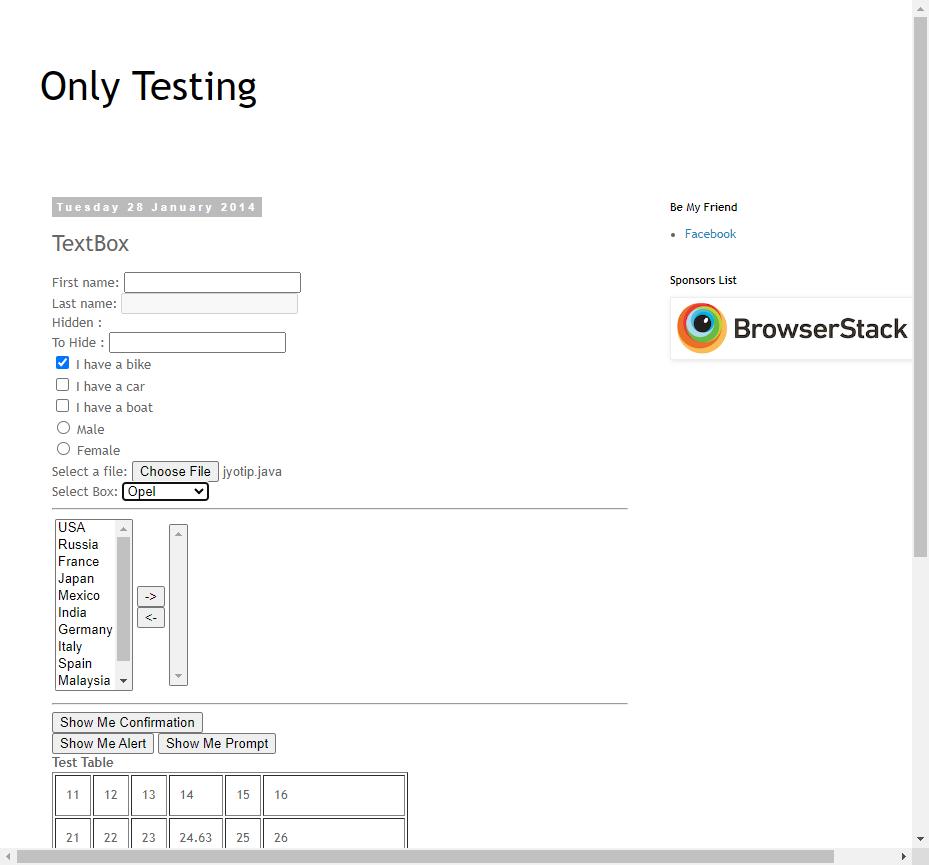 Only Testing
Tuesday 28 January 2014
TextBox
First name:
Last name:
Hidden :
To Hide :
I have a bike
I have a car
I have a boat
Male
Female
Select a file: Choose File jyotip.java
Select Box: Opel
USA
Russia
France
Japan
Mexico
India
Germany
Italy
Spain
Malaysia
->
<-
Show Me Confirmation
Show Me Alert Show Me Prompt
Test Table
11 12 13 14 15 16
21 22 23 24.63 25 26
Be My Friend
Facebook
Sponsors List
BrowserStack